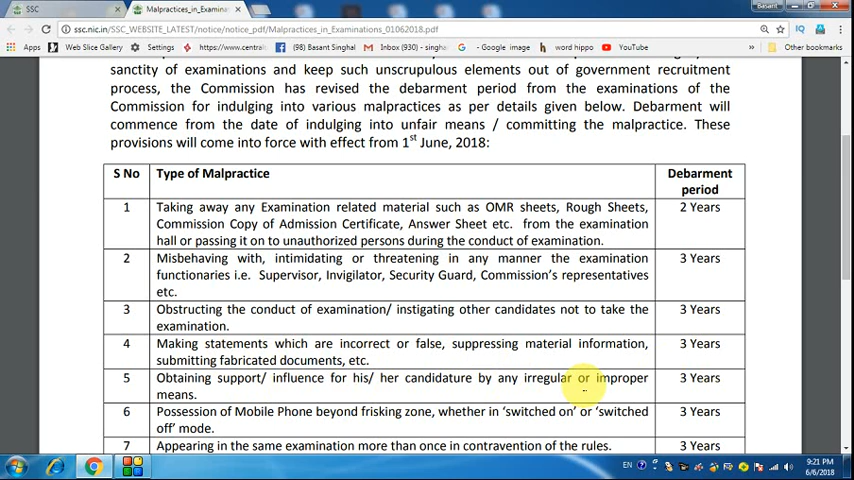 SSC
Malpractices_in_Examina
Basant
ssc.nic.in/SSC_WEBSITE_LATEST/notice/notice_pdf/Malpractices_in_Examinations_01062018.pdf
Apps Web Slice Gallery Settings https://www.central (98) Basant Singhal Inbox (930) - singha G - Google image word hippo YouTube Other bookmarks
sanctity of examinations and keep such unscrupulous elements out of government recruitment
process, the Commission has revised the debarment period from the examinations of the
Commission for indulging into various malpractices as per details given below. Debarment will
commence from the date of indulging into unfair means / committing the malpractice. These
provisions will come into force with effect from 1st June, 2018:
S No Type of Malpractice Debarment
period
1 Taking away any Examination related material such as OMR sheets, Rough Sheets, 2 Years
Commission Copy of Admission Certificate, Answer Sheet etc. from the examination
hall or passing it on to unauthorized persons during the conduct of examination.
2 Misbehaving with, intimidating or threatening in any manner the examination 3 Years
functionaries i.e. Supervisor, Invigilator, Security Guard, Commission's representatives
etc.
3 Obstructing the conduct of examination/ instigating other candidates not to take the 3 Years
examination.
4 Making statements which are incorrect or false, suppressing material information, 3 Years
submitting fabricated documents, etc.
5 Obtaining support/ influence for his/ her candidature by any irregular or improper 3 Years
means.
6 Possession of Mobile Phone beyond frisking zone, whether in 'switched on' or 'switched 3 Years
off' mode.
7 Appearing in the same examination more than once in contravention of the rules. 3 Years
EN 9:21 PM
6/6/2018